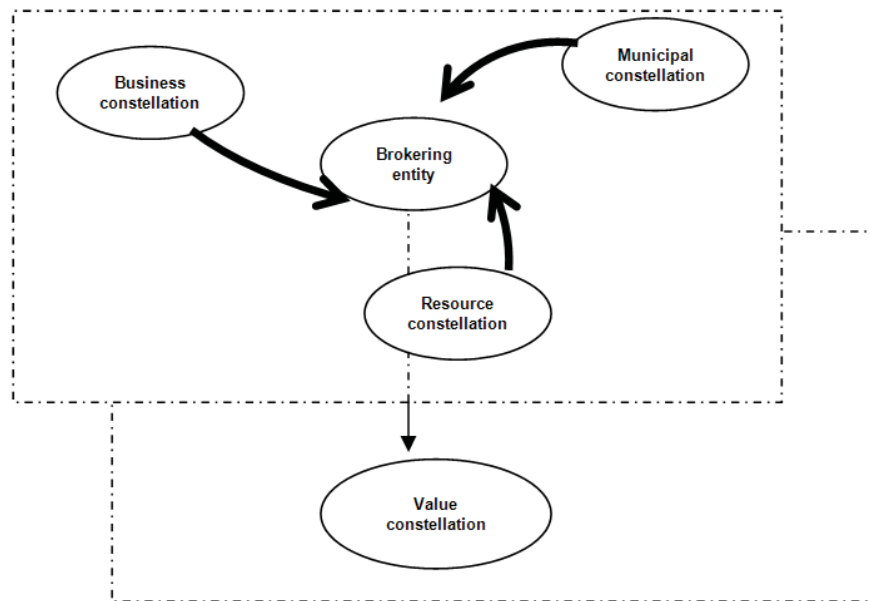 Municipal
constellation
Business
constellation
Brokering
entity
Resource
constellation
Value
constellation